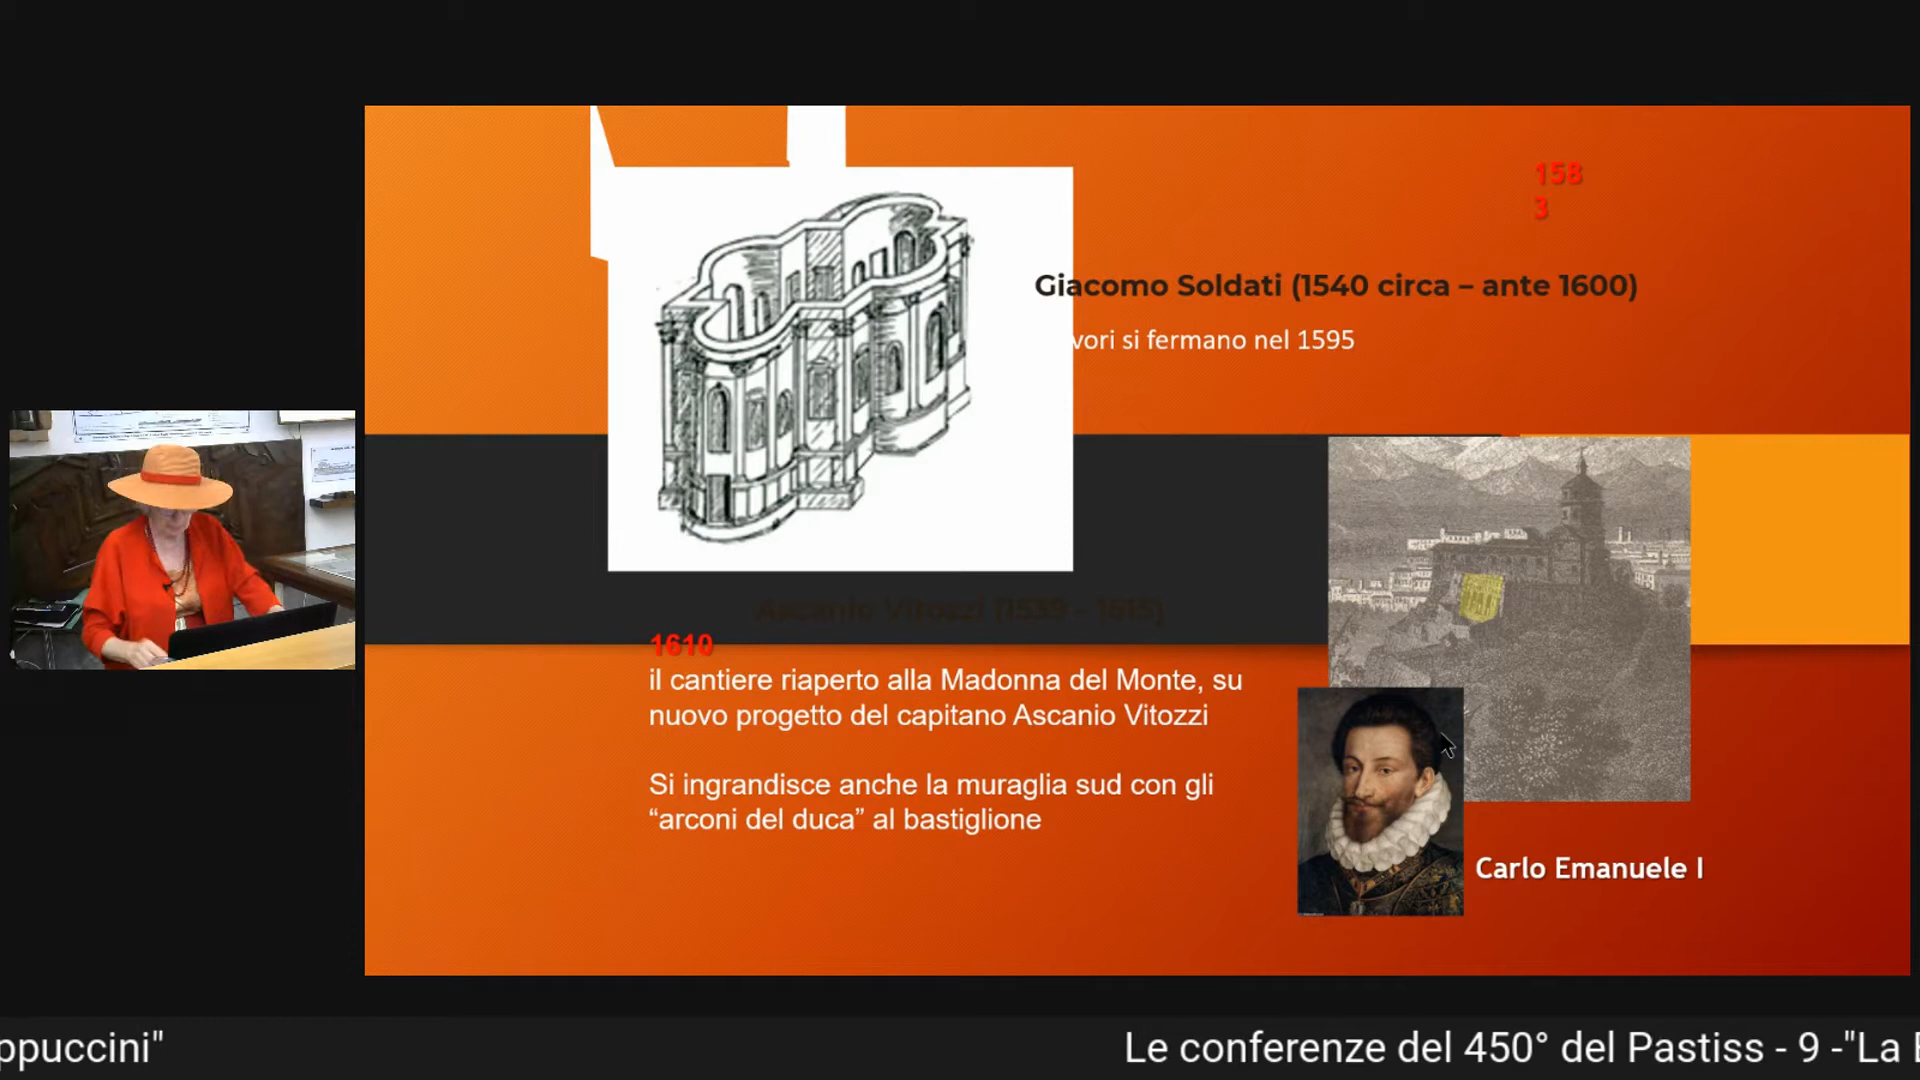 158
3
Giacomo Soldati (1540 circa – ante 1600)
vori si fermano nel 1595
Ascanio Vitozzi (1539 - 1615)
1610
il cantiere riaperto alla Madonna del Monte, su
nuovo progetto del capitano Ascanio Vitozzi
Si ingrandisce anche la muraglia sud con gli
“arconi del duca” al bastiglione
Carlo Emanuele I
ppuccini"
Le conferenze del 450° del Pastiss - 9 -"La